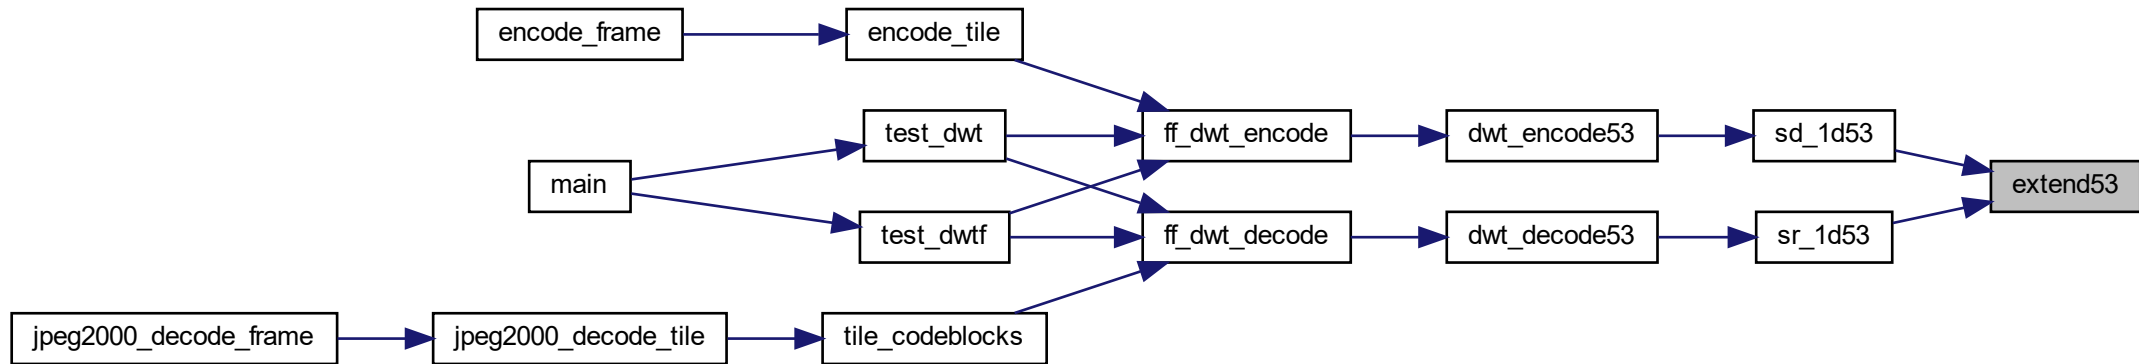 encode_frame
encode_tile
test_dwt
ff_dwt_encode
dwt_encode53
sd_1d53
main
extend53
test_dwtf
ff_dwt_decode
dwt_decode53
sr_1d53
jpeg2000_decode_frame
jpeg2000_decode_tile
tile_codeblocks